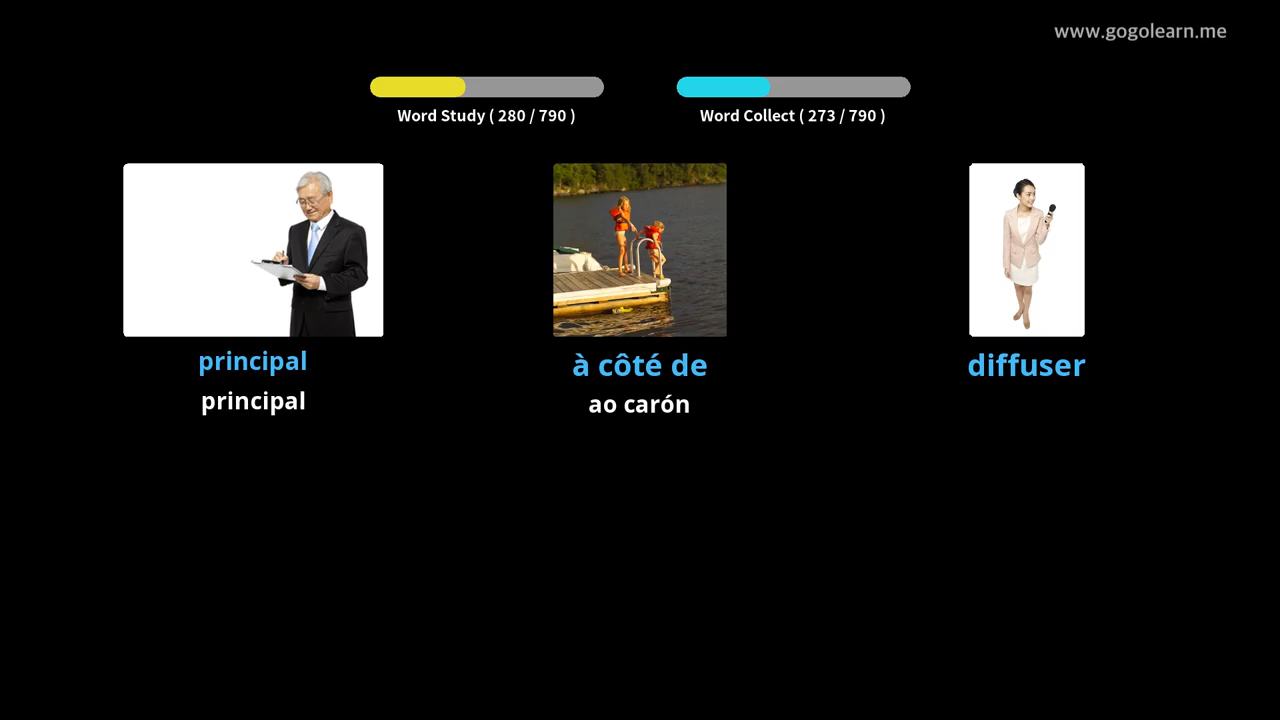 www.gogolearn.me
Word Study ( 280 / 790 )
Word Collect ( 273 / 790 )
principal
principal
à côté de
ao carón
diffuser